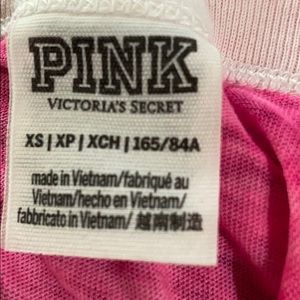 PINK
VICTORIA'S SECRET
XS | XP | XCH | 165/84A
made in Vietnam/fabriqué au
Vietnam/hecho en Vietnam/
fabbricato in Vietnam/ 越南制造